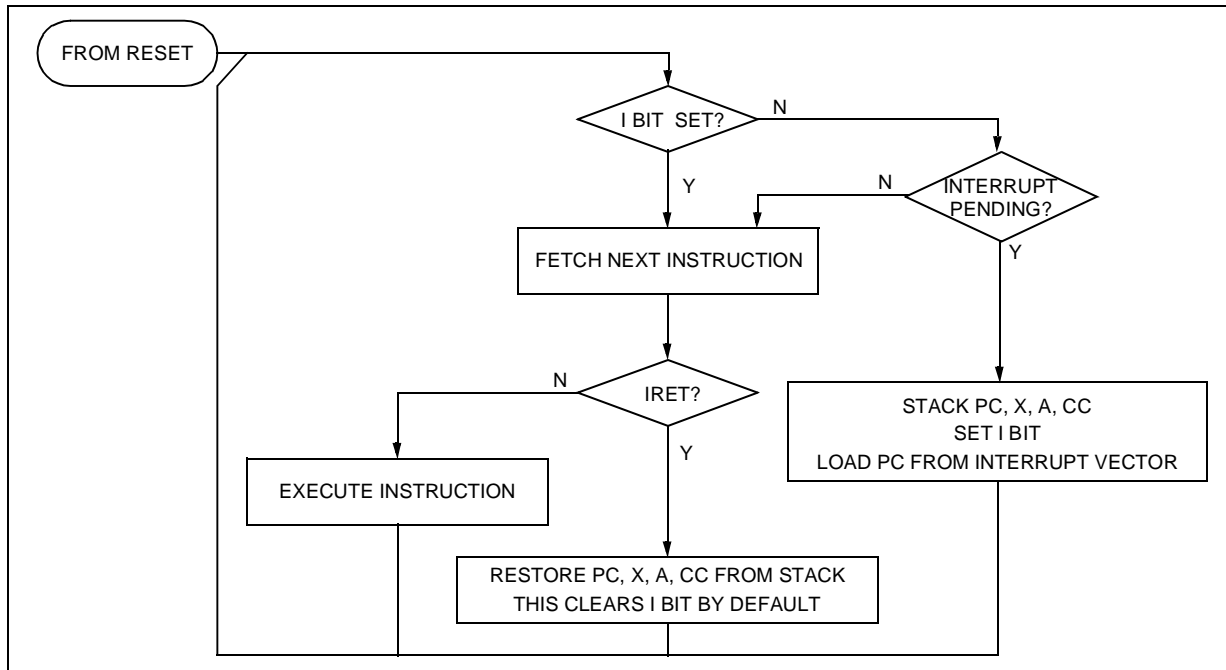 FROM RESET
I BIT SET?
N
Y
N
INTERRUPT
PENDING?
Y
FETCH NEXT INSTRUCTION
N
IRET?
Y
STACK PC, X, A, CC
SET I BIT
LOAD PC FROM INTERRUPT VECTOR
EXECUTE INSTRUCTION
RESTORE PC, X, A, CC FROM STACK
THIS CLEARS I BIT BY DEFAULT